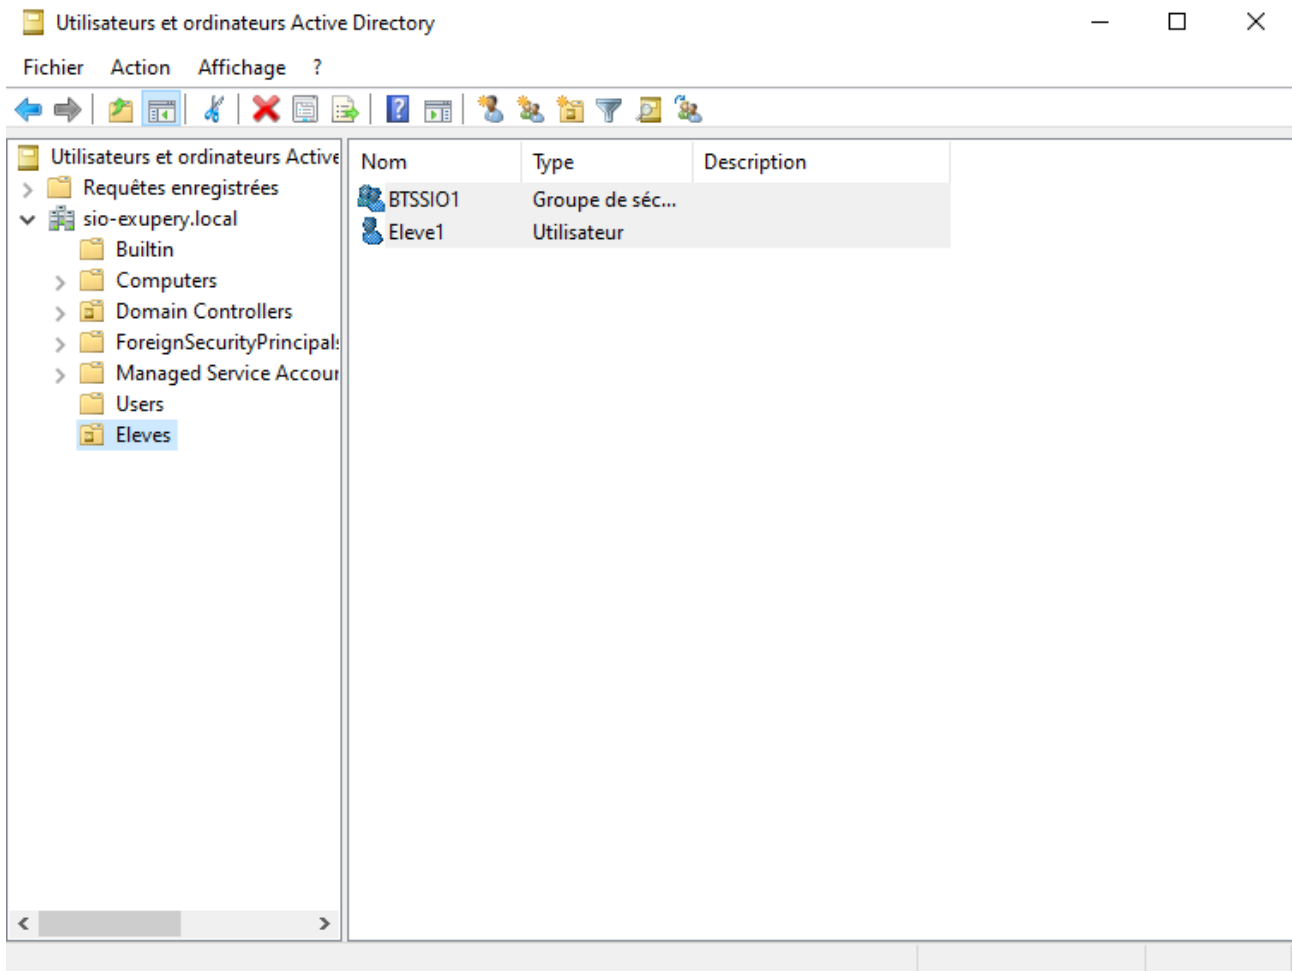 Utilisateurs et ordinateurs Active Directory
Fichier Action Affichage ?
Utilisateurs et ordinateurs Active
Requêtes enregistrées
sio-exupery.local
Builtin
Computers
Domain Controllers
ForeignSecurityPrincipals
Managed Service Accour
Users
Eleves
Nom Type Description
BTSSIO1 Groupe de séc...
Eleve1 Utilisateur